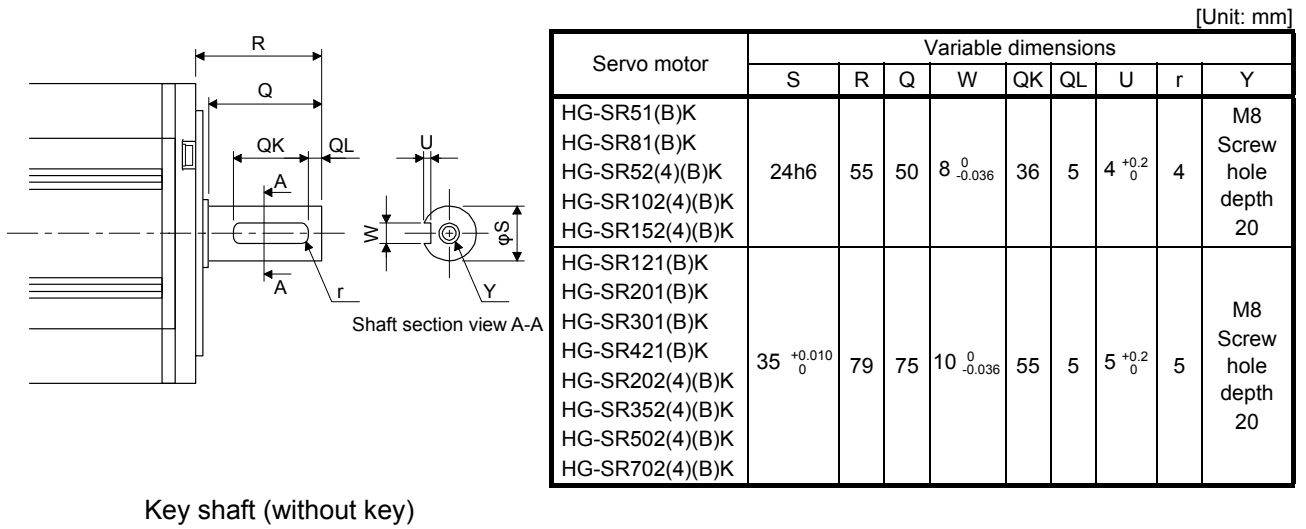 [Unit: mm]
R
Q
QK QL
U
A
W
φS
A
r
Y
Shaft section view A-A
Key shaft (without key)
Servo motor
Variable dimensions
S R Q W QK QL U r Y
HG-SR51(B)K
HG-SR81(B)K
HG-SR52(4)(B)K
HG-SR102(4)(B)K
HG-SR152(4)(B)K
24h6 55 50 8 0 -0.036 36 5 4 +0.2 0 4
M8
Screw
hole
depth
20
HG-SR121(B)K
HG-SR201(B)K
HG-SR301(B)K
HG-SR421(B)K
HG-SR202(4)(B)K
HG-SR352(4)(B)K
HG-SR502(4)(B)K
HG-SR702(4)(B)K
35 +0.010 0 79 75 10 0 -0.036 55 5 5 +0.2 0 5
M8
Screw
hole
depth
20